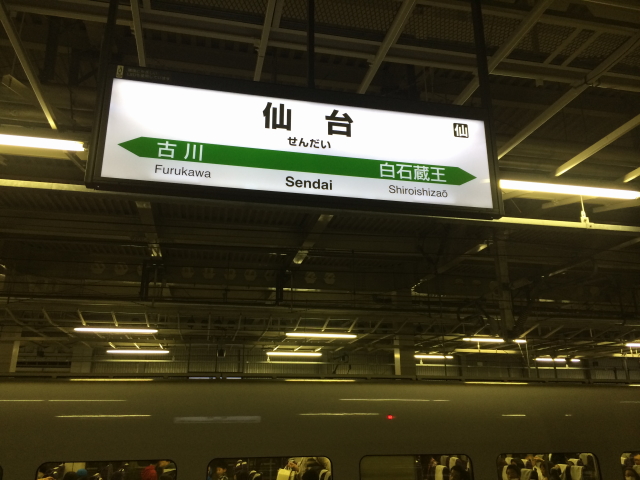 仙台
仙
せんだい
古川
白石蔵王
Furukawa
Sendai
Shiroishizaō